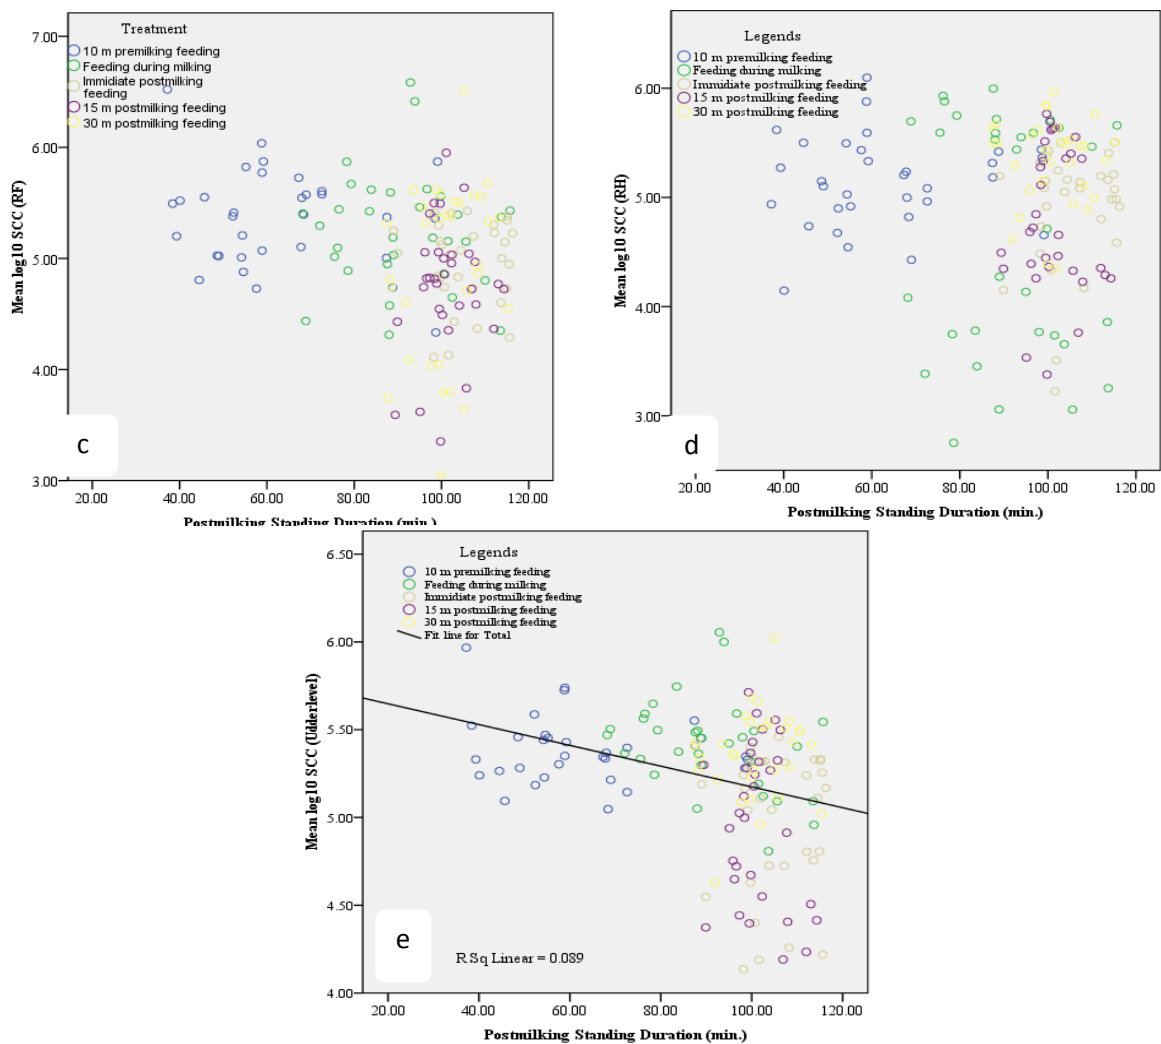 Treatment
10 m premilking feeding
Feeding during milking
Immidiate postmilking
feeding
15 m postmilking feeding
30 m postmilking feeding
7.00
6.00
5.00
4.00
3.00
Mean log10 SCC (RF)
c
20.00 40.00 60.00 80.00 100.00 120.00
Postmilking Standing Duration (min.)
Legends
10 m premilking feeding
Feeding during milking
Immidiate postmilking feeding
15 m postmilking feeding
30 m postmilking feeding
6.00
5.00
4.00
3.00
Mean log10 SCC (RH)
d
20.00 40.00 60.00 80.00 100.00 120.00
Postmilking Standing Duration (min.)
Legends
10 m premilking feeding
Feeding during milking
Immidiate postmilking feeding
15 m postmilking feeding
30 m postmilking feeding
Fit line for Total
6.50
6.00
5.50
5.00
4.50
4.00
Mean log10 SCC (Udderlevel)
e
R Sq Linear = 0.089
20.00 40.00 60.00 80.00 100.00 120.00
Postmilking Standing Duration (min.)